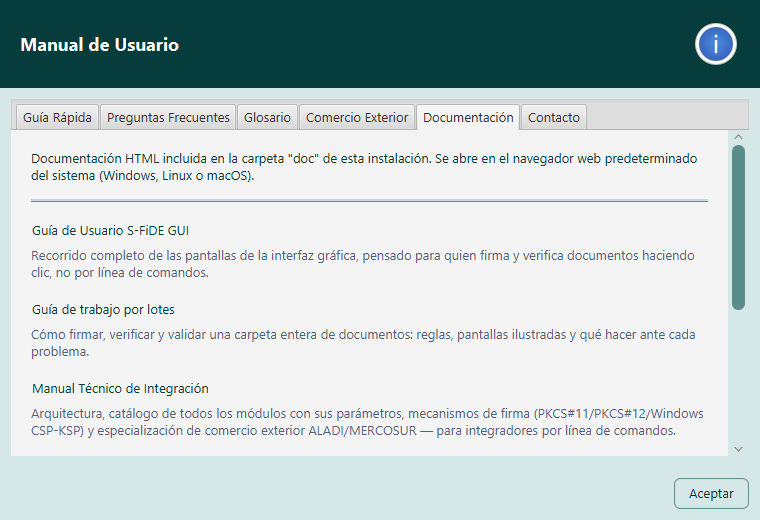 Manual de Usuario
i
Guía Rápida
Preguntas Frecuentes
Glosario
Comercio Exterior
Documentación
Contacto
Documentación HTML incluida en la carpeta "doc" de esta instalación. Se abre en el navegador web predeterminado
del sistema (Windows, Linux o macOS).
Guía de Usuario S-FiDE GUI
Recorrido completo de las pantallas de la interfaz gráfica, pensado para quien firma y verifica documentos haciendo
clic, no por línea de comandos.
Guía de trabajo por lotes
Cómo firmar, verificar y validar una carpeta entera de documentos: reglas, pantallas ilustradas y qué hacer ante cada
problema.
Manual Técnico de Integración
Arquitectura, catálogo de todos los módulos con sus parámetros, mecanismos de firma (PKCS#11/PKCS#12/Windows
CSP-KSP) y especialización de comercio exterior ALADI/MERCOSUR — para integradores por línea de comandos.
Aceptar